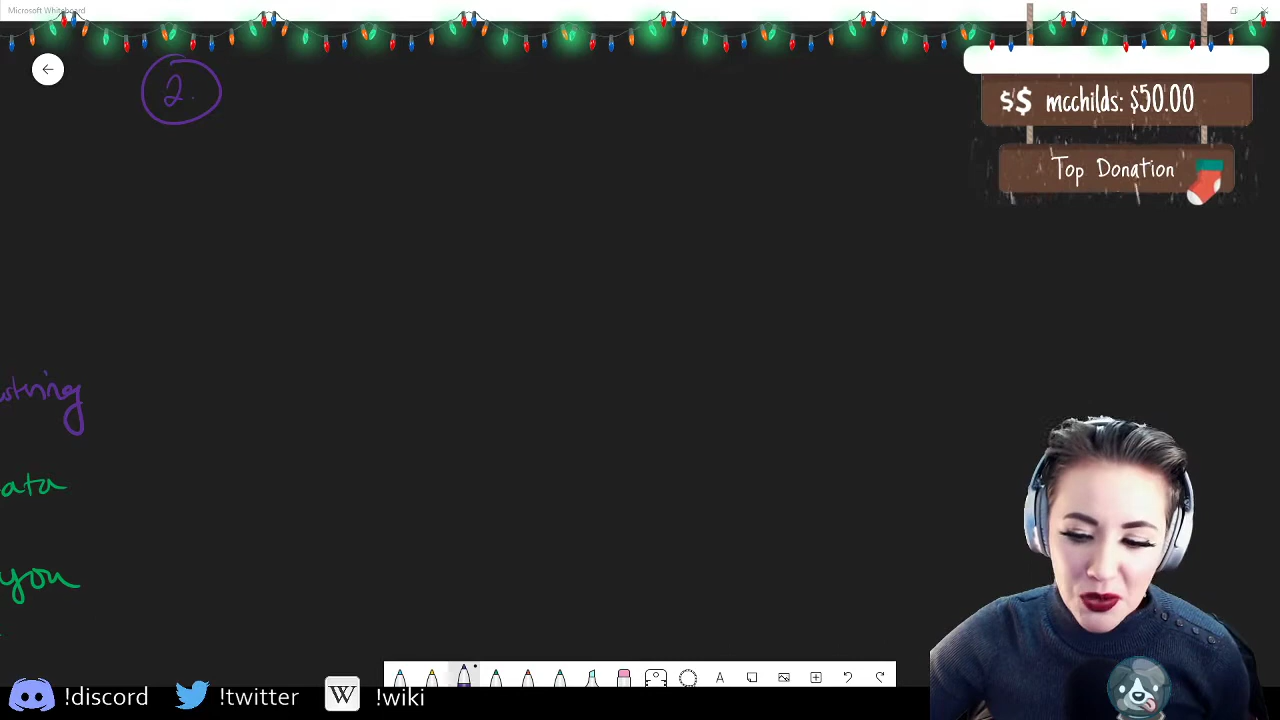 Microsoft Whiteboard
2.
$$ mcchilds: $50.00
Top Donation
string
ata
you
A
!discord
!twitter
W !wiki